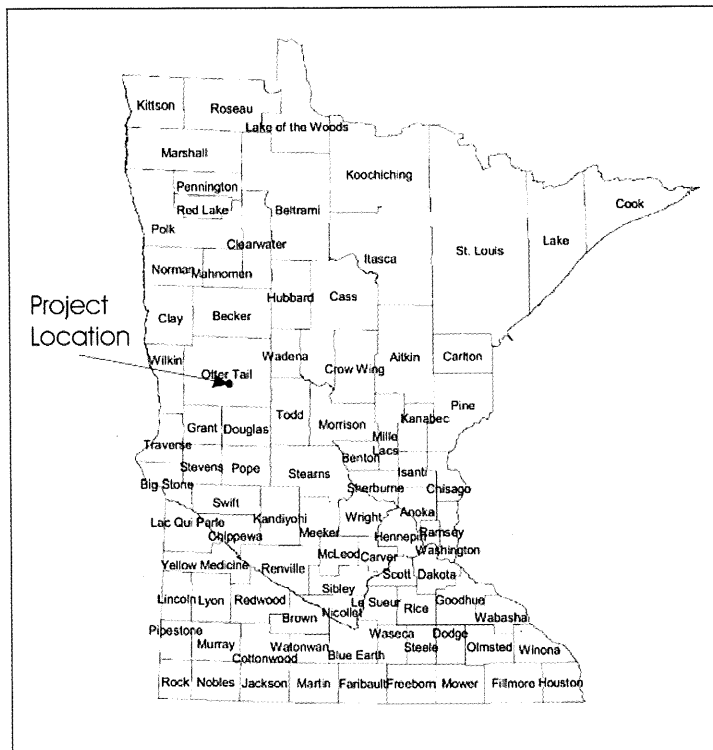 Kittson
Roseau
Lake of the Woods
Marshall
Koochiching
Pennington
Red Lake
Beltrami
Cook
Polk
Clearwater
Itasca
St. Louis
Lake
Norman
Mahnomen
Hubbard
Cass
Project
Location
Clay
Becker
Wilkin
Otter Tail
Wadena
Crow Wing
Aitkin
Carlton
Pine
Grant
Douglas
Todd
Morrison
Mille
Lacs
Kanabec
Traverse
Stevens
Pope
Stearns
Benton
Isanti
Big Stone
Sherburne
Chisago
Swift
Lac Qui Parle
Chippewa
Kandiyohi
Meeker
Wright
Anoka
Hennepin
Ramsey
Washington
McLeod
Carver
Yellow Medicine
Renville
Scott
Dakota
Sibley
Lincoln
Lyon
Redwood
Nicollet
Le Sueur
Rice
Goodhue
Wabasha
Brown
Pipestone
Murray
Cottonwood
Watonwan
Blue Earth
Waseca
Steele
Dodge
Olmsted
Winona
Rock
Nobles
Jackson
Martin
Faribault
Freeborn
Mower
Fillmore
Houston